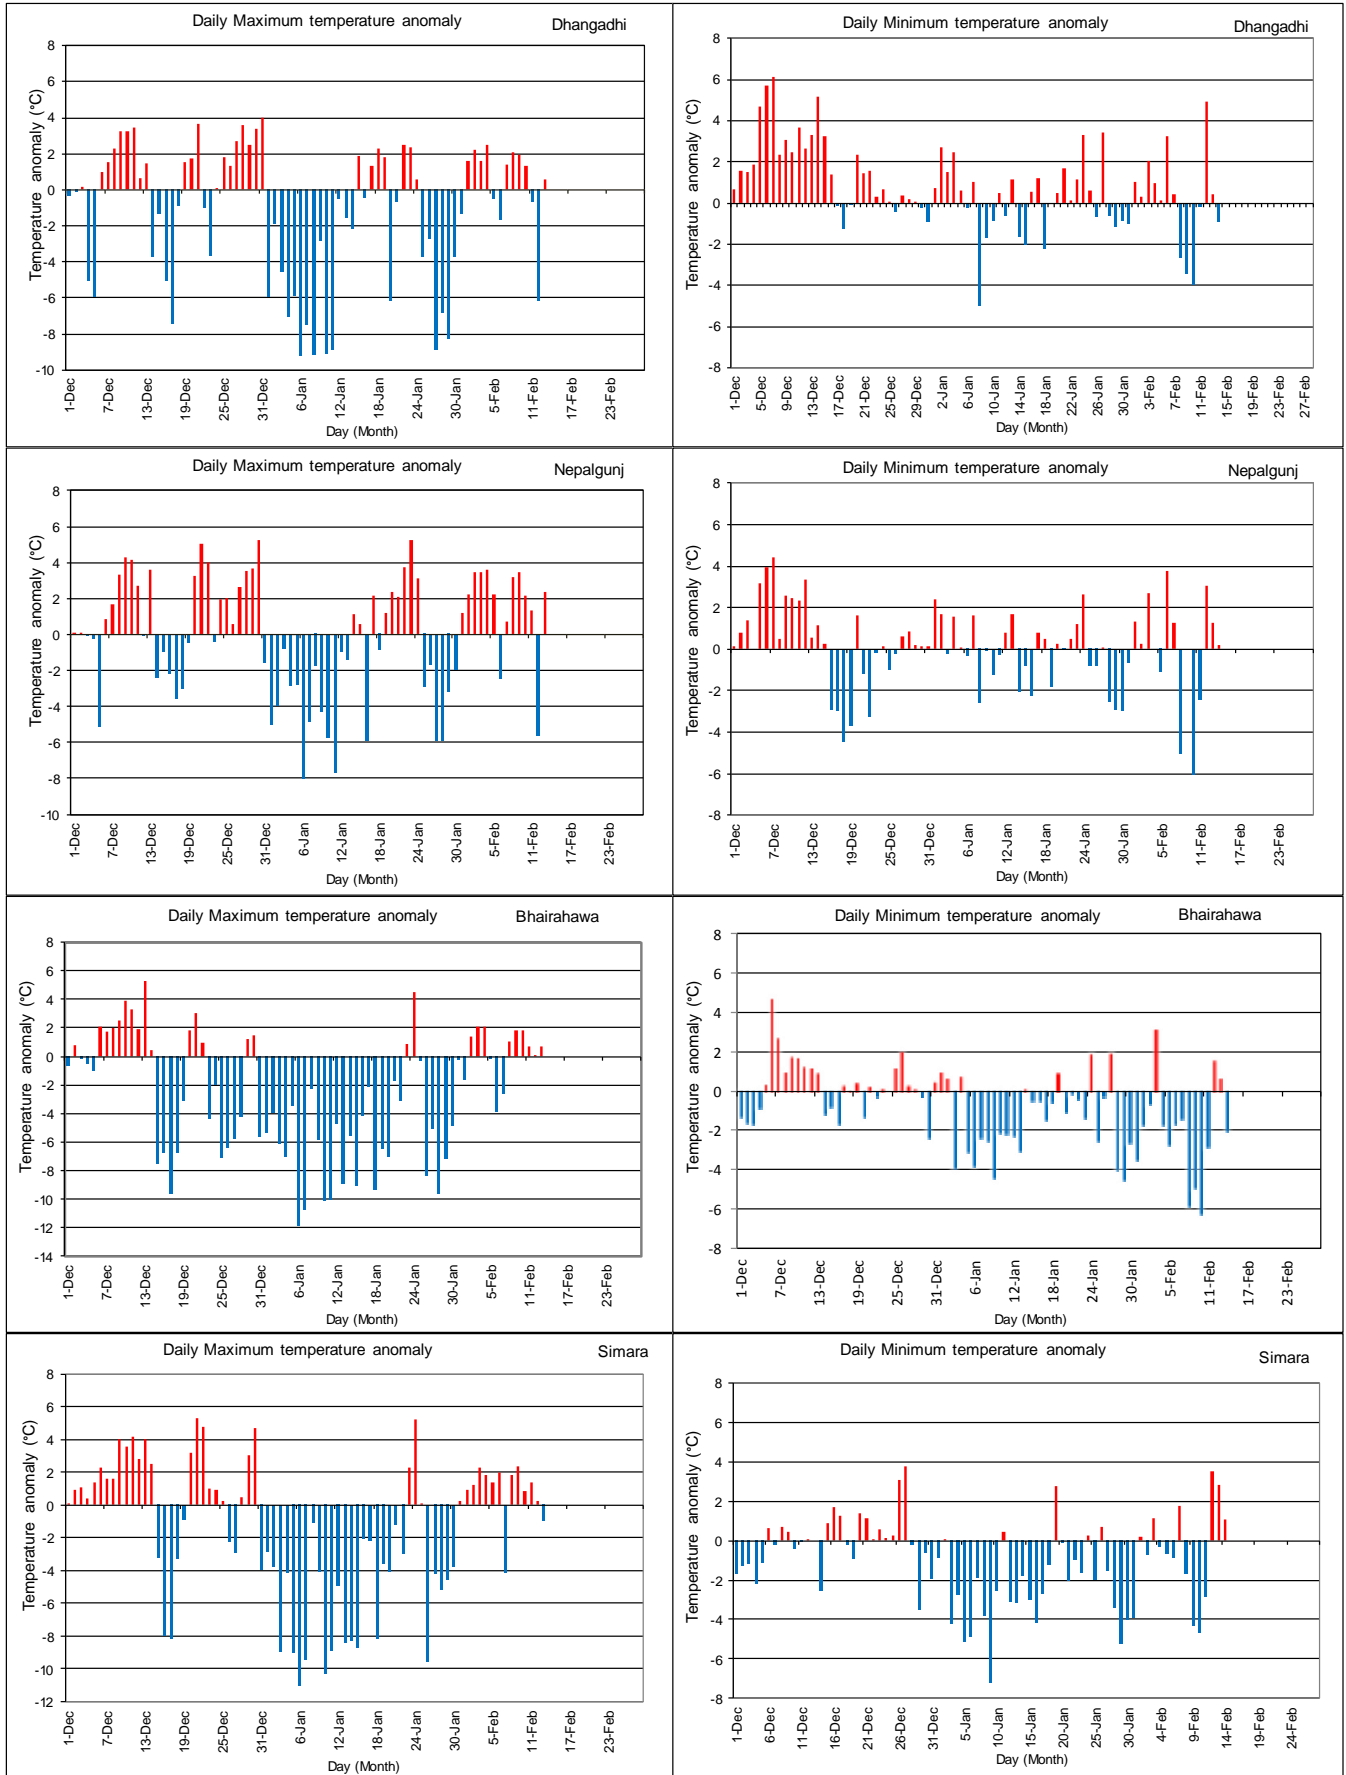 Daily Maximum temperature anomaly
Dhangadhi
Temperature anomaly (°C)
8
6
4
2
0
-2
-4
-6
-8
-10
1-Dec
7-Dec
13-Dec
19-Dec
25-Dec
31-Dec
6-Jan
12-Jan
18-Jan
24-Jan
30-Jan
5-Feb
11-Feb
17-Feb
23-Feb
Day (Month)
Daily Minimum temperature anomaly
Dhangadhi
Temperature anomaly (°C)
8
6
4
2
0
-2
-4
-6
-8
1-Dec
5-Dec
9-Dec
13-Dec
17-Dec
21-Dec
25-Dec
29-Dec
2-Jan
6-Jan
10-Jan
14-Jan
18-Jan
22-Jan
26-Jan
30-Jan
3-Feb
7-Feb
11-Feb
15-Feb
19-Feb
23-Feb
27-Feb
Day (Month)
Daily Maximum temperature anomaly
Nepalgunj
Temperature anomaly (°C)
8
6
4
2
0
-2
-4
-6
-8
-10
1-Dec
7-Dec
13-Dec
19-Dec
25-Dec
31-Dec
6-Jan
12-Jan
18-Jan
24-Jan
30-Jan
5-Feb
11-Feb
17-Feb
23-Feb
Day (Month)
Daily Minimum temperature anomaly
Nepalgunj
Temperature anomaly (°C)
8
6
4
2
0
-2
-4
-6
-8
1-Dec
7-Dec
13-Dec
19-Dec
25-Dec
31-Dec
6-Jan
12-Jan
18-Jan
24-Jan
30-Jan
5-Feb
11-Feb
17-Feb
23-Feb
Day (Month)
Daily Maximum temperature anomaly
Bhairahawa
Temperature anomaly (°C)
8
6
4
2
0
-2
-4
-6
-8
-10
-12
-14
1-Dec
7-Dec
13-Dec
19-Dec
25-Dec
31-Dec
6-Jan
12-Jan
18-Jan
24-Jan
30-Jan
5-Feb
11-Feb
17-Feb
23-Feb
Day (Month)
Daily Minimum temperature anomaly
Bhairahawa
Temperature anomaly (°C)
8
6
4
2
0
-2
-4
-6
-8
1-Dec
7-Dec
13-Dec
19-Dec
25-Dec
31-Dec
6-Jan
12-Jan
18-Jan
24-Jan
30-Jan
5-Feb
11-Feb
17-Feb
23-Feb
Day (Month)
Daily Maximum temperature anomaly
Simara
Temperature anomaly (°C)
8
6
4
2
0
-2
-4
-6
-8
-10
-12
1-Dec
7-Dec
13-Dec
19-Dec
25-Dec
31-Dec
6-Jan
12-Jan
18-Jan
24-Jan
30-Jan
5-Feb
11-Feb
17-Feb
23-Feb
Day (Month)
Daily Minimum temperature anomaly
Simara
Temperature anomaly (°C)
8
6
4
2
0
-2
-4
-6
-8
1-Dec
6-Dec
11-Dec
16-Dec
21-Dec
26-Dec
31-Dec
5-Jan
10-Jan
15-Jan
20-Jan
25-Jan
30-Jan
4-Feb
9-Feb
14-Feb
19-Feb
24-Feb
Day (Month)